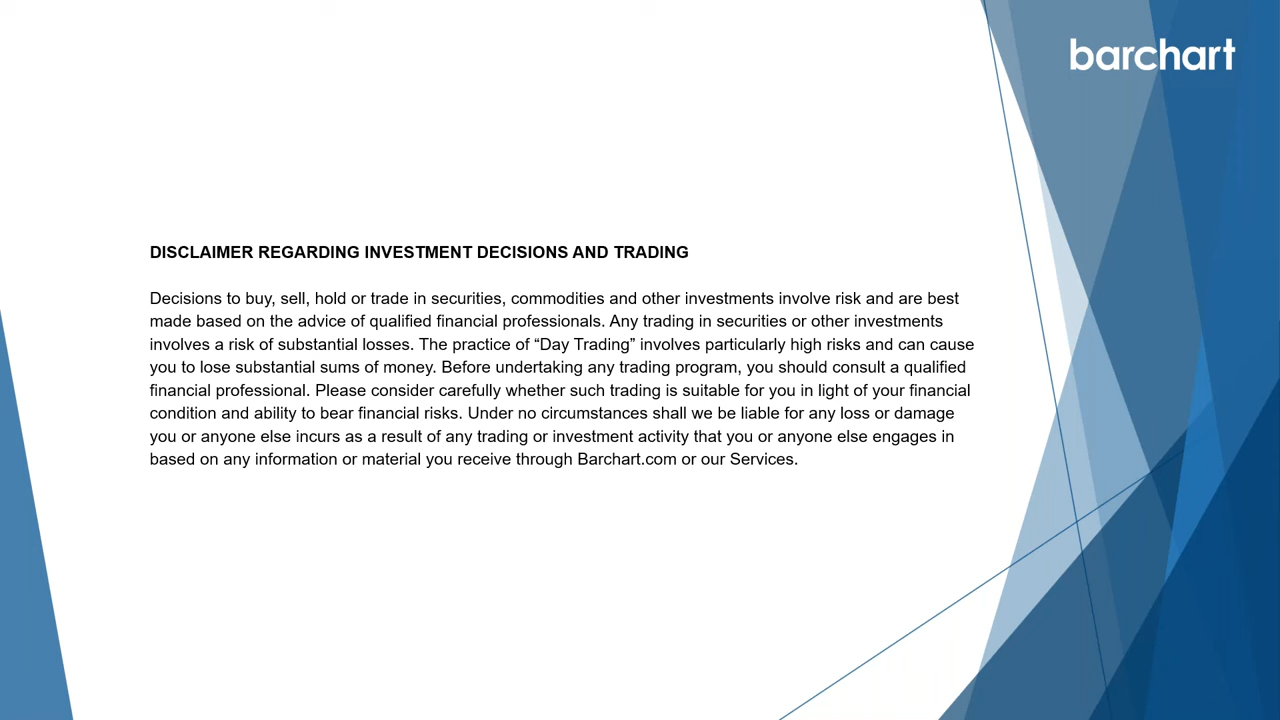 barchart
DISCLAIMER REGARDING INVESTMENT DECISIONS AND TRADING
Decisions to buy, sell, hold or trade in securities, commodities and other investments involve risk and are best
made based on the advice of qualified financial professionals. Any trading in securities or other investments
involves a risk of substantial losses. The practice of “Day Trading” involves particularly high risks and can cause
you to lose substantial sums of money. Before undertaking any trading program, you should consult a qualified
financial professional. Please consider carefully whether such trading is suitable for you in light of your financial
condition and ability to bear financial risks. Under no circumstances shall we be liable for any loss or damage
you or anyone else incurs as a result of any trading or investment activity that you or anyone else engages in
based on any information or material you receive through Barchart.com or our Services.